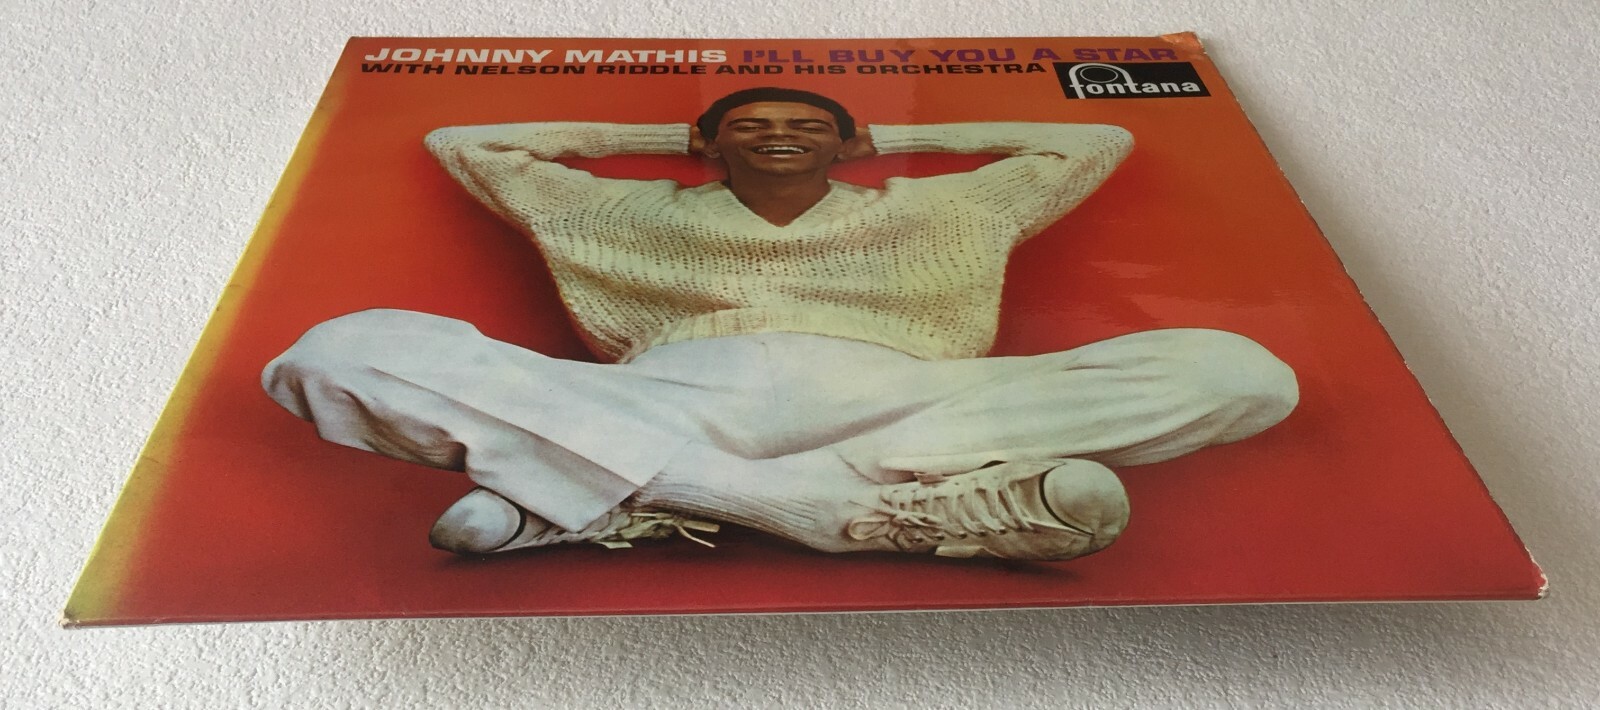 JOHNNY MATHIS I'LL BUY YOU A STAR
WITH NELSON RIDDLE AND HIS ORCHESTRA
fontana